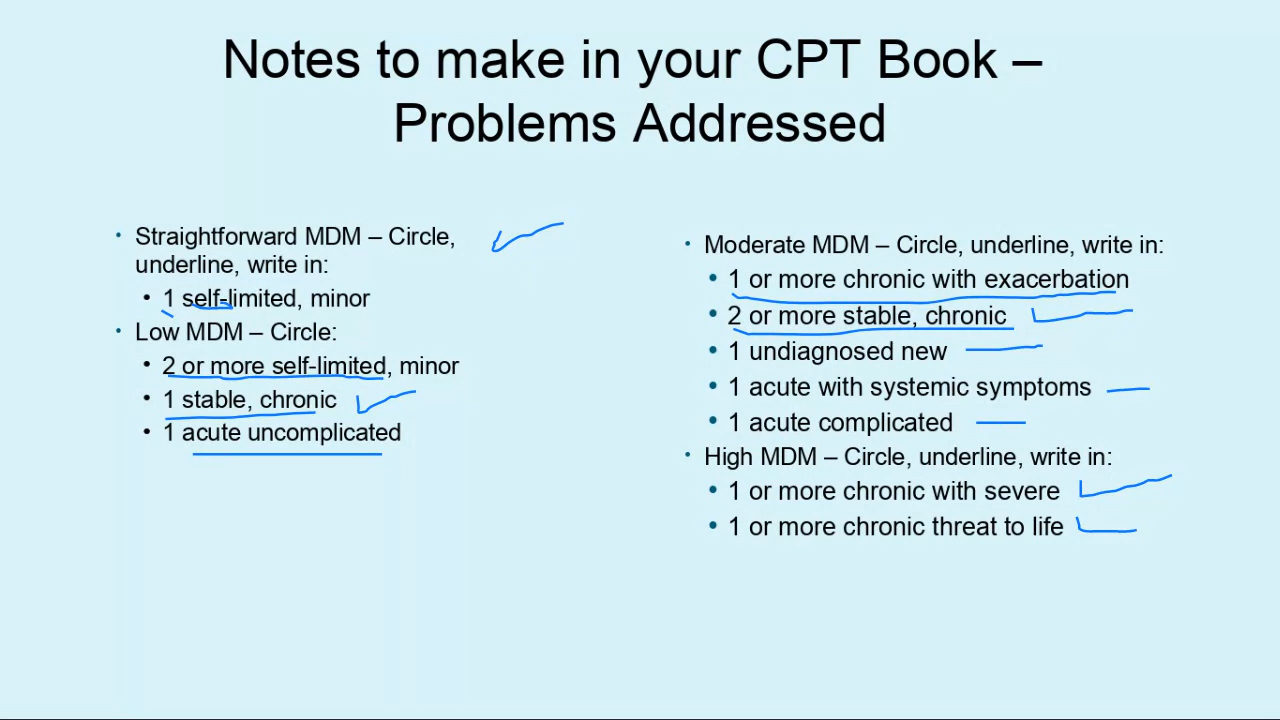 Notes to make in your CPT Book –
Problems Addressed
• Straightforward MDM – Circle,
underline, write in:
• 1 self-limited, minor
• Low MDM – Circle:
• 2 or more self-limited, minor
• 1 stable, chronic
• 1 acute uncomplicated
• Moderate MDM – Circle, underline, write in:
• 1 or more chronic with exacerbation
• 2 or more stable, chronic
• 1 undiagnosed new
• 1 acute with systemic symptoms
• 1 acute complicated
• High MDM – Circle, underline, write in:
• 1 or more chronic with severe
• 1 or more chronic threat to life